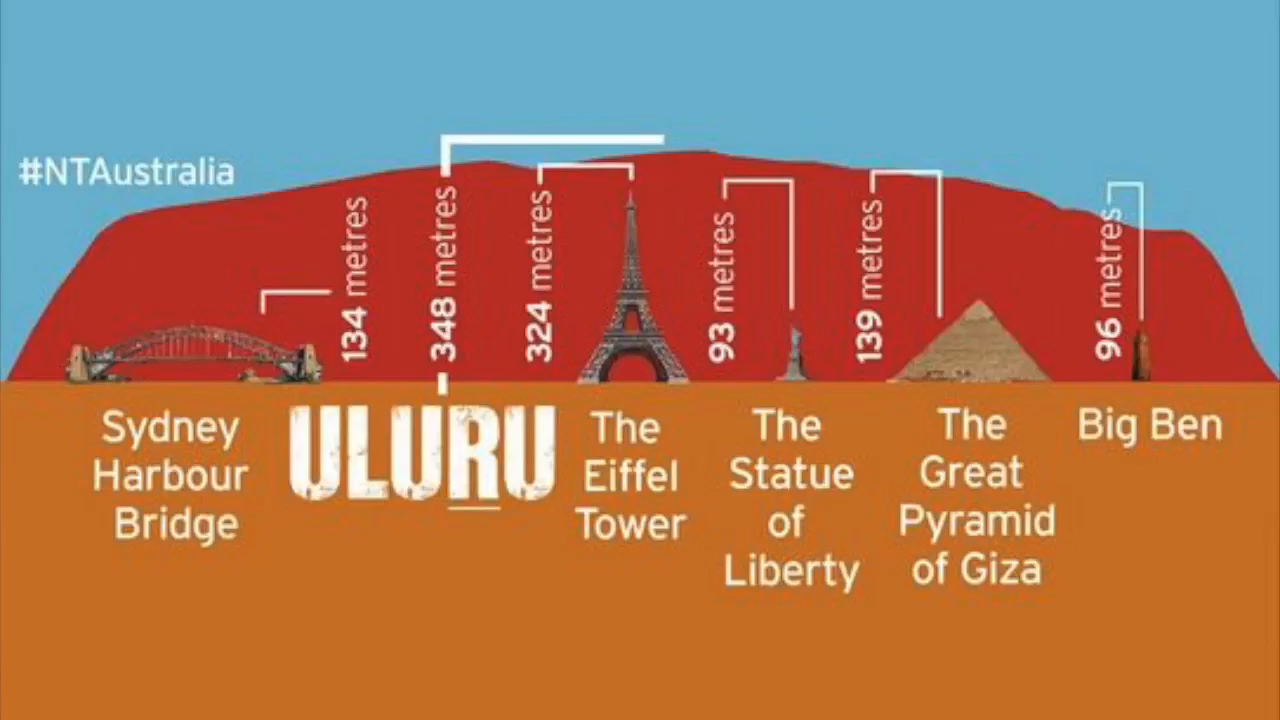 #NTAustralia
134 metres
348 metres
324 metres
93 metres
139 metres
96 metres
Sydney
Harbour
Bridge
ULURU
The
Eiffel
Tower
The
Statue
of
Liberty
The
Great
Pyramid
of Giza
Big Ben